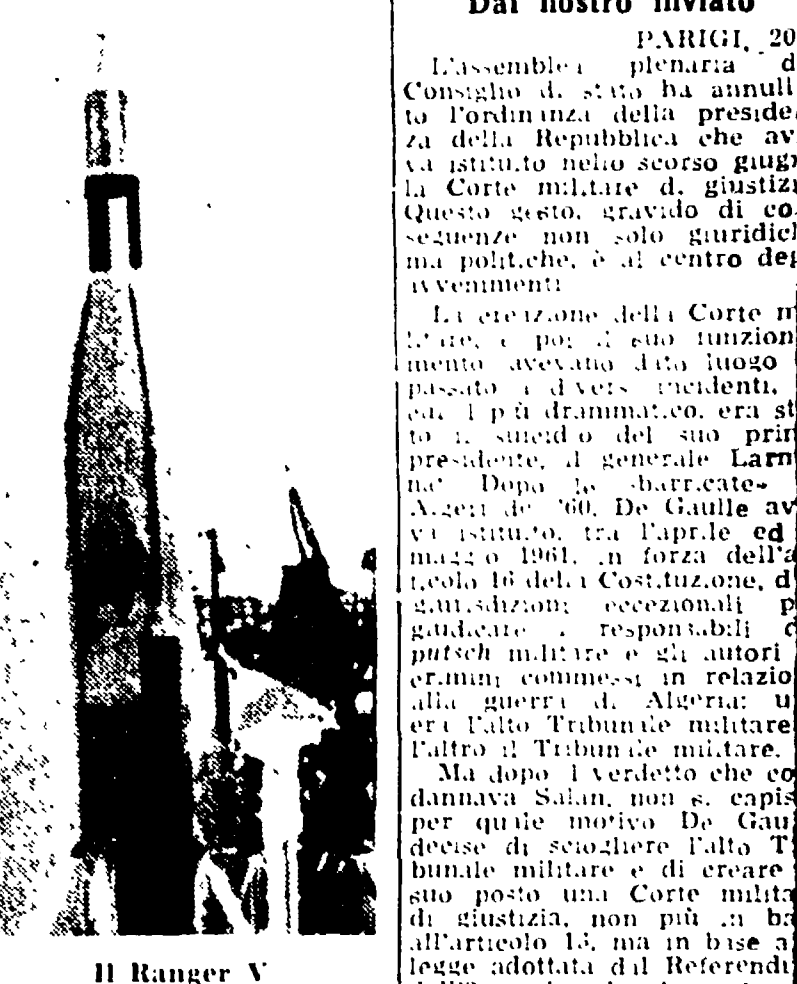 Il Ranger V
Dal nostro inviato
PARIGI, 20
L'assemblea plenaria d
Consiglio di stato ha annull
to l'ordinanza della preside
za della Repubblica che av
va istituito nello scorso giug
la Corte militare di giustiz
Questo gesto, gravido di co
seguenze non solo giuridic
ma politiche, è al centro deg
avvenimenti
La creazione della Corte m
litare, e poi il suo funzion
mento avevano dato luogo
passato a diversi incidenti,
cui il più drammatico, era st
to il suicidio del suo prim
presidente, il generale Larm
nat Dopo le barricate
Algeri del '60, De Gaulle av
va istituito, tra l'aprile ed
maggio 1961, in forza dell'a
ticolo 16 della Costituzione, d
giurisdizioni eccezionali p
giudicare i responsabili d
putsch militare e gli autori
crimini commessi in relazio
alla guerra di Algeria: u
era l'alto Tribunale militare
l'altro il Tribunale militare.
Ma dopo il verdetto che co
dannava Salan, non si capis
per quale motivo De Gau
decise di sciogliere l'alto T
bunale militare e di creare
suo posto una Corte milita
di giustizia, non più in ba
all'articolo 15, ma in base a
legge adottata dal Referendu